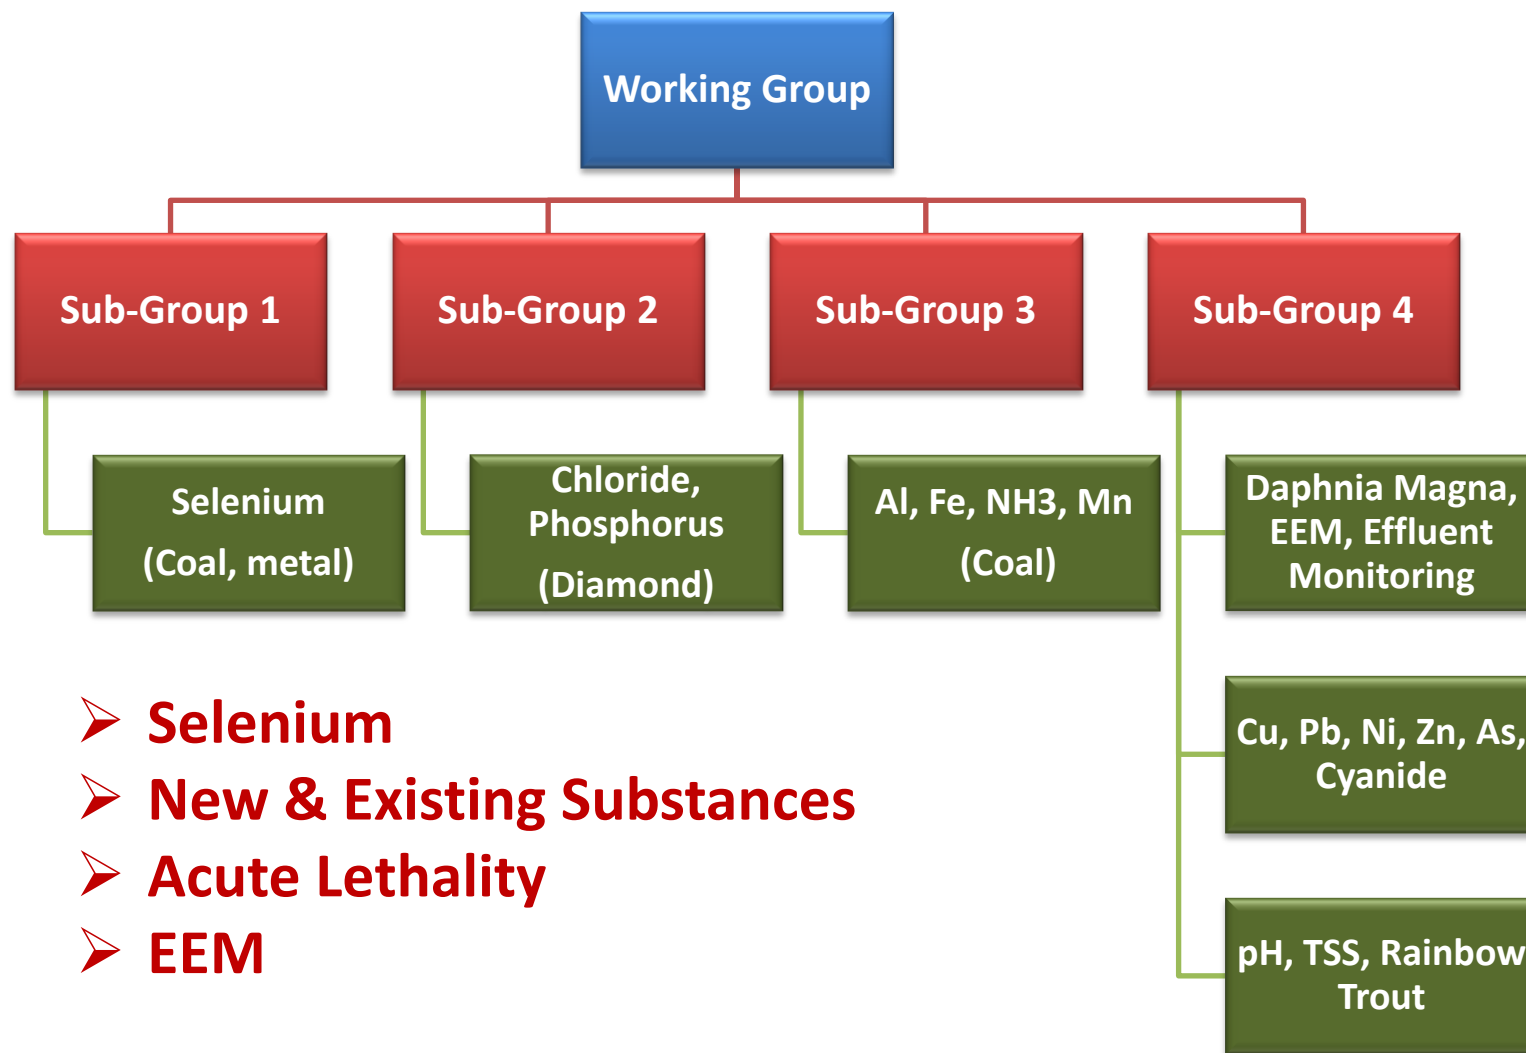 Working Group
Sub-Group 1
Sub-Group 2
Sub-Group 3
Sub-Group 4
Selenium
(Coal, metal)
Chloride,
Phosphorus
(Diamond)
Al, Fe, NH3, Mn
(Coal)
Daphnia Magna,
EEM, Effluent
Monitoring
Cu, Pb, Ni, Zn, As,
Cyanide
pH, TSS, Rainbow
Trout
➢ Selenium
➢ New & Existing Substances
➢ Acute Lethality
➢ EEM